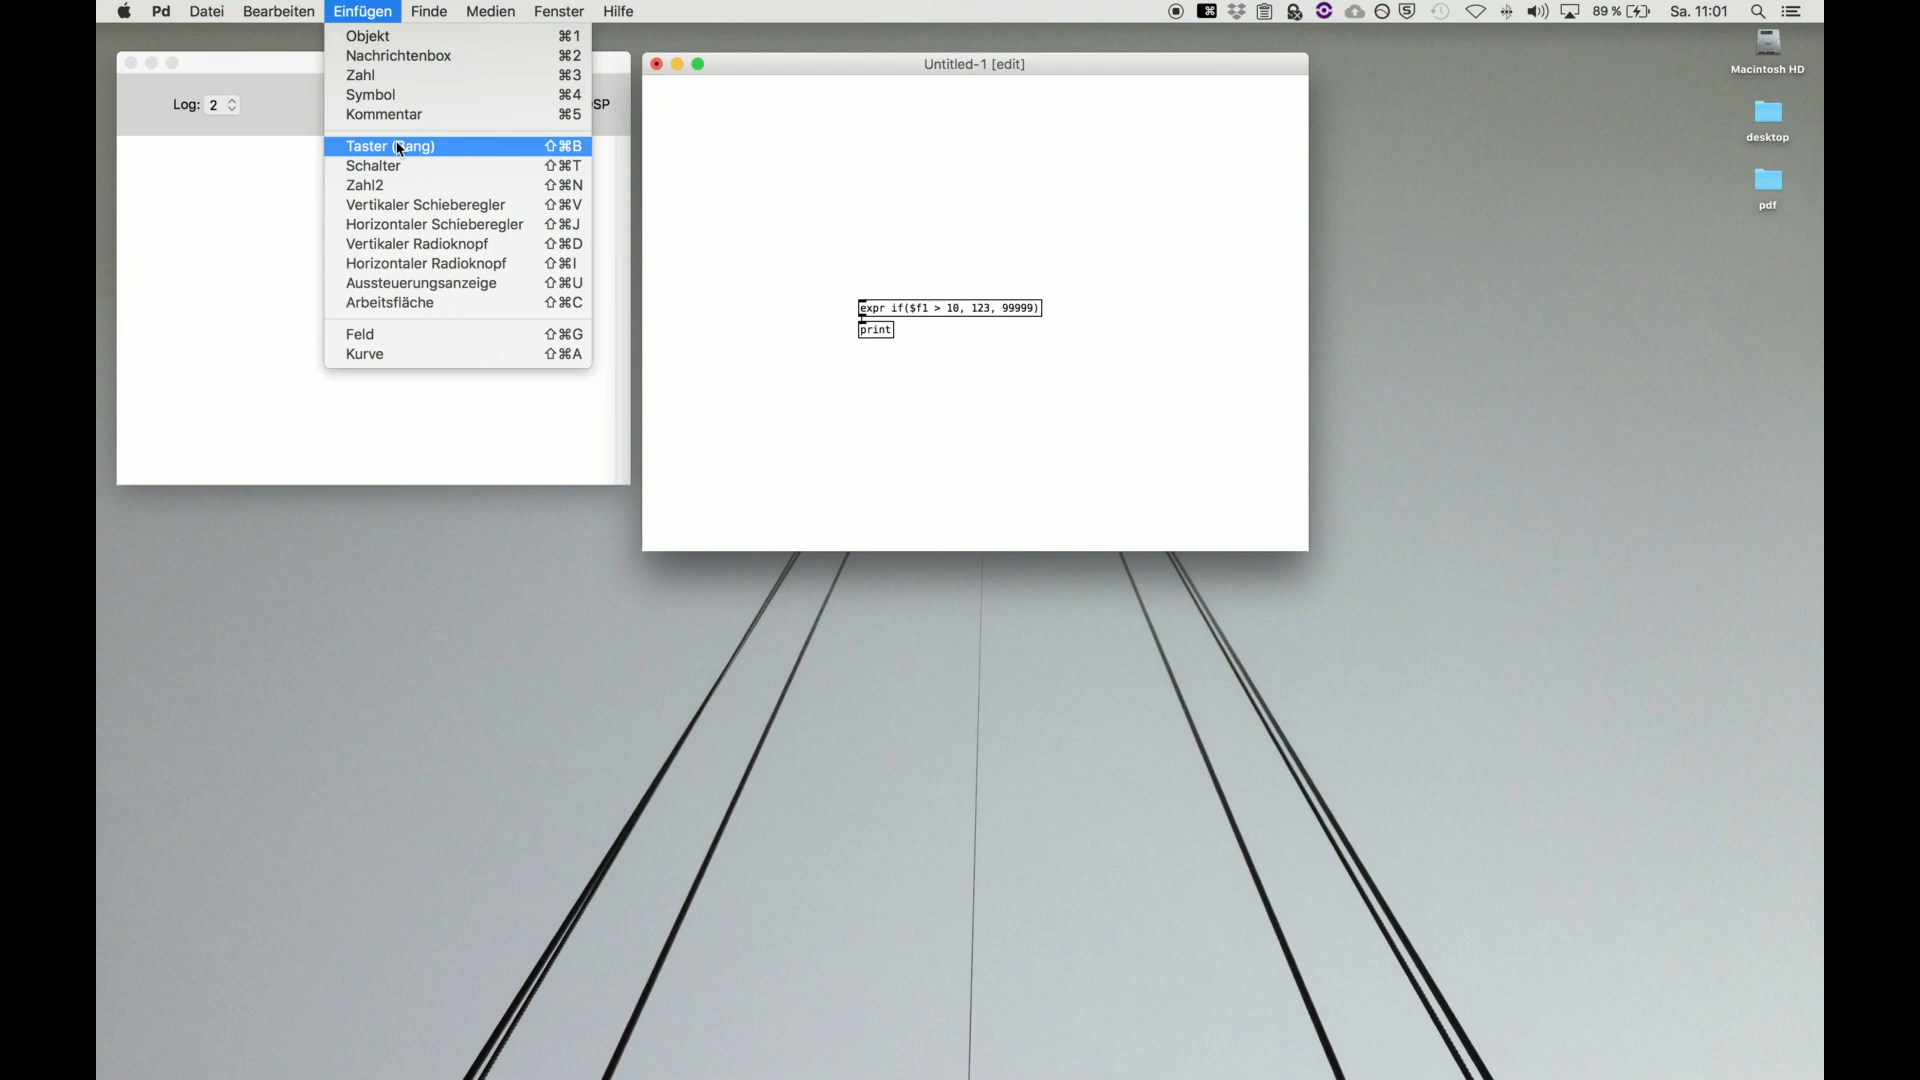 Pd Datei Bearbeiten Einfügen Finde Medien Fenster Hilfe 89 % Sa. 11:01
Objekt ⌘1
Nachrichtenbox ⌘2
Zahl ⌘3
Symbol ⌘4
Kommentar ⌘5
Taster (Bang) ⇧⌘B
Schalter ⇧⌘T
Zahl2 ⇧⌘N
Vertikaler Schieberegler ⇧⌘V
Horizontaler Schieberegler ⇧⌘J
Vertikaler Radioknopf ⇧⌘D
Horizontaler Radioknopf ⇧⌘I
Aussteuerungsanzeige ⇧⌘U
Arbeitsfläche ⇧⌘C
Feld ⇧⌘G
Kurve ⇧⌘A
Log: 2
SP
Untitled-1 [edit]
expr if($f1 > 10, 123, 99999)
print
Macintosh HD
desktop
pdf